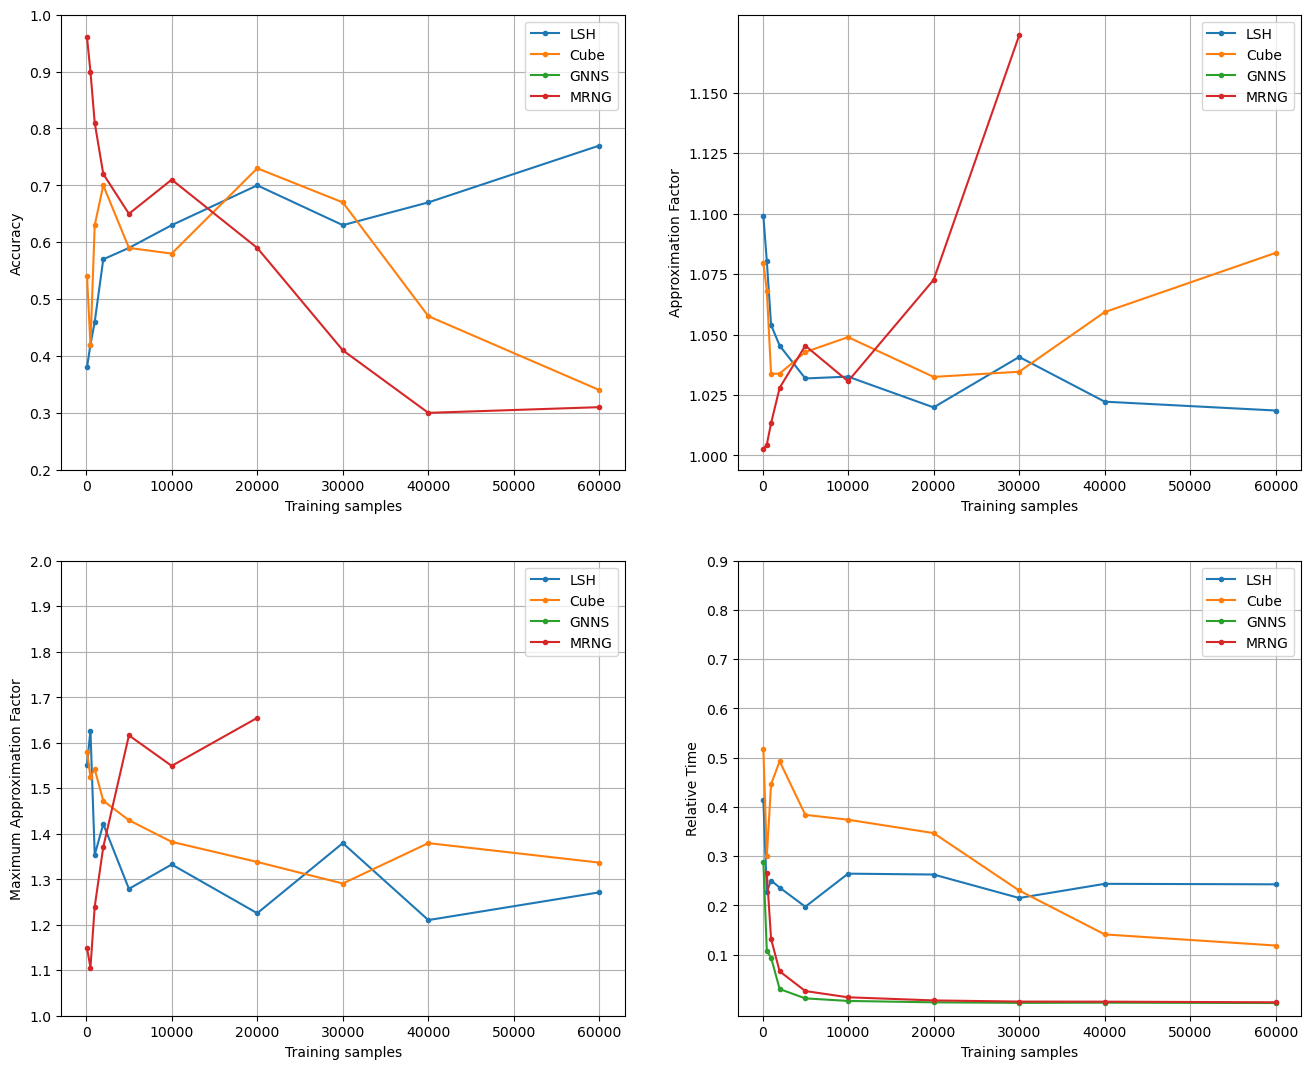 1.0
0.9
0.8
0.7
0.6
0.5
0.4
0.3
0.2
Accuracy
0 10000 20000 30000 40000 50000 60000
Training samples
LSH
Cube
GNNS
MRNG
1.150
1.125
1.100
1.075
1.050
1.025
1.000
Approximation Factor
0 10000 20000 30000 40000 50000 60000
Training samples
LSH
Cube
GNNS
MRNG
2.0
1.9
1.8
1.7
1.6
1.5
1.4
1.3
1.2
1.1
1.0
Maximum Approximation Factor
0 10000 20000 30000 40000 50000 60000
Training samples
LSH
Cube
GNNS
MRNG
0.9
0.8
0.7
0.6
0.5
0.4
0.3
0.2
0.1
Relative Time
0 10000 20000 30000 40000 50000 60000
Training samples
LSH
Cube
GNNS
MRNG